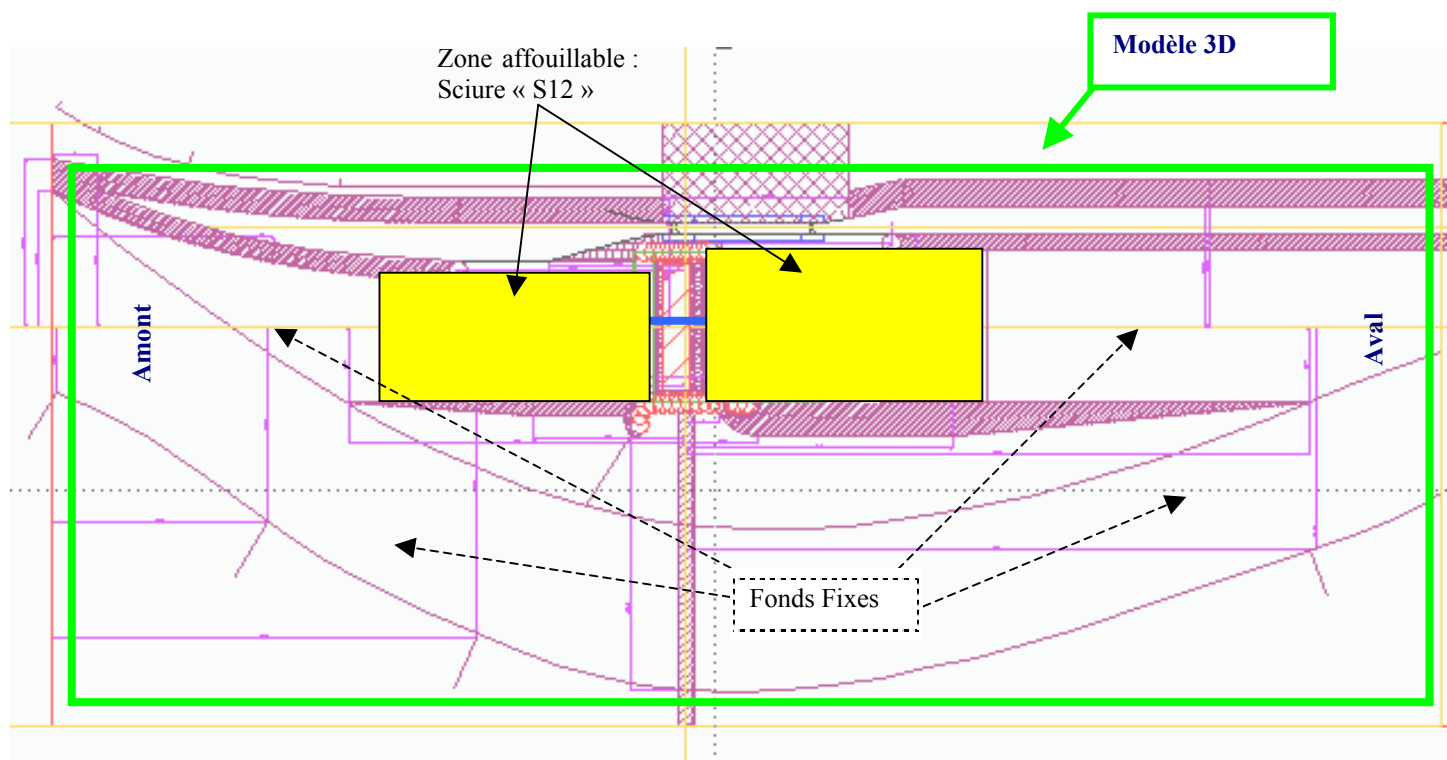 Modèle 3D
Zone affouillable :
Sciure « S12 »
Amont
Aval
Fonds Fixes